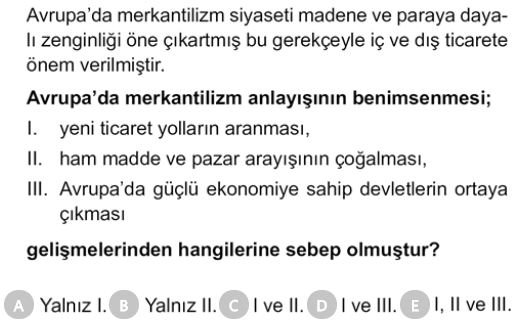 Avrupa'da merkantilizm siyaseti madene ve paraya daya-
lı zenginliği öne çıkartmış bu gerekçeyle iç ve dış ticarete
önem verilmiştir.
Avrupa'da merkantilizm anlayışının benimsenmesi;
I. yeni ticaret yolların aranması,
II. ham madde ve pazar arayışının çoğalması,
III. Avrupa'da güçlü ekonomiye sahip devletlerin ortaya
çıkması
gelişmelerinden hangilerine sebep olmuştur?
A Yalnız I. B Yalnız II. C I ve II. D I ve III. E I, II ve III.